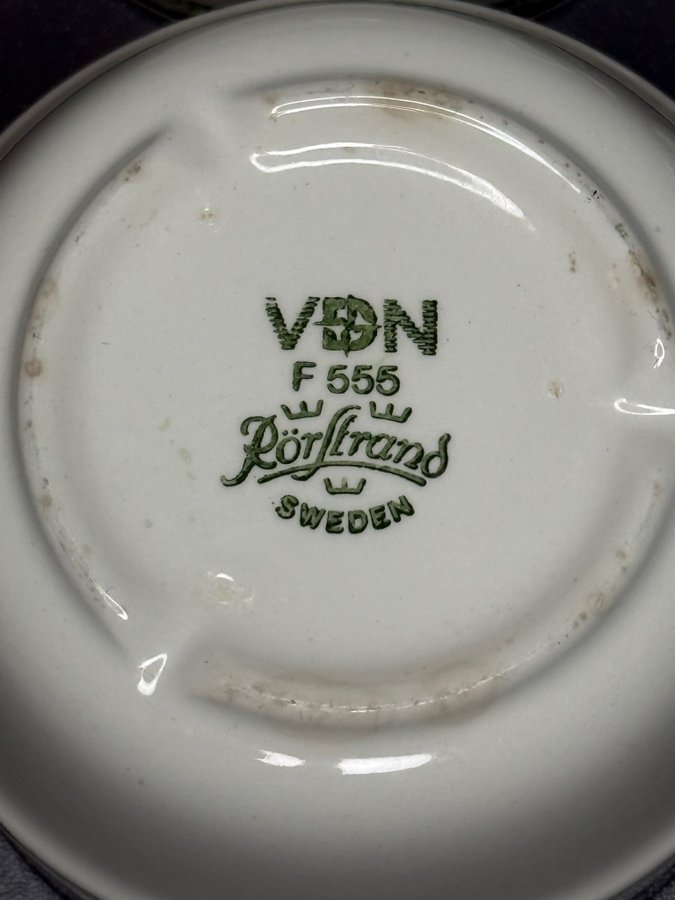 VDN
F 555
Rörstrand
SWEDEN